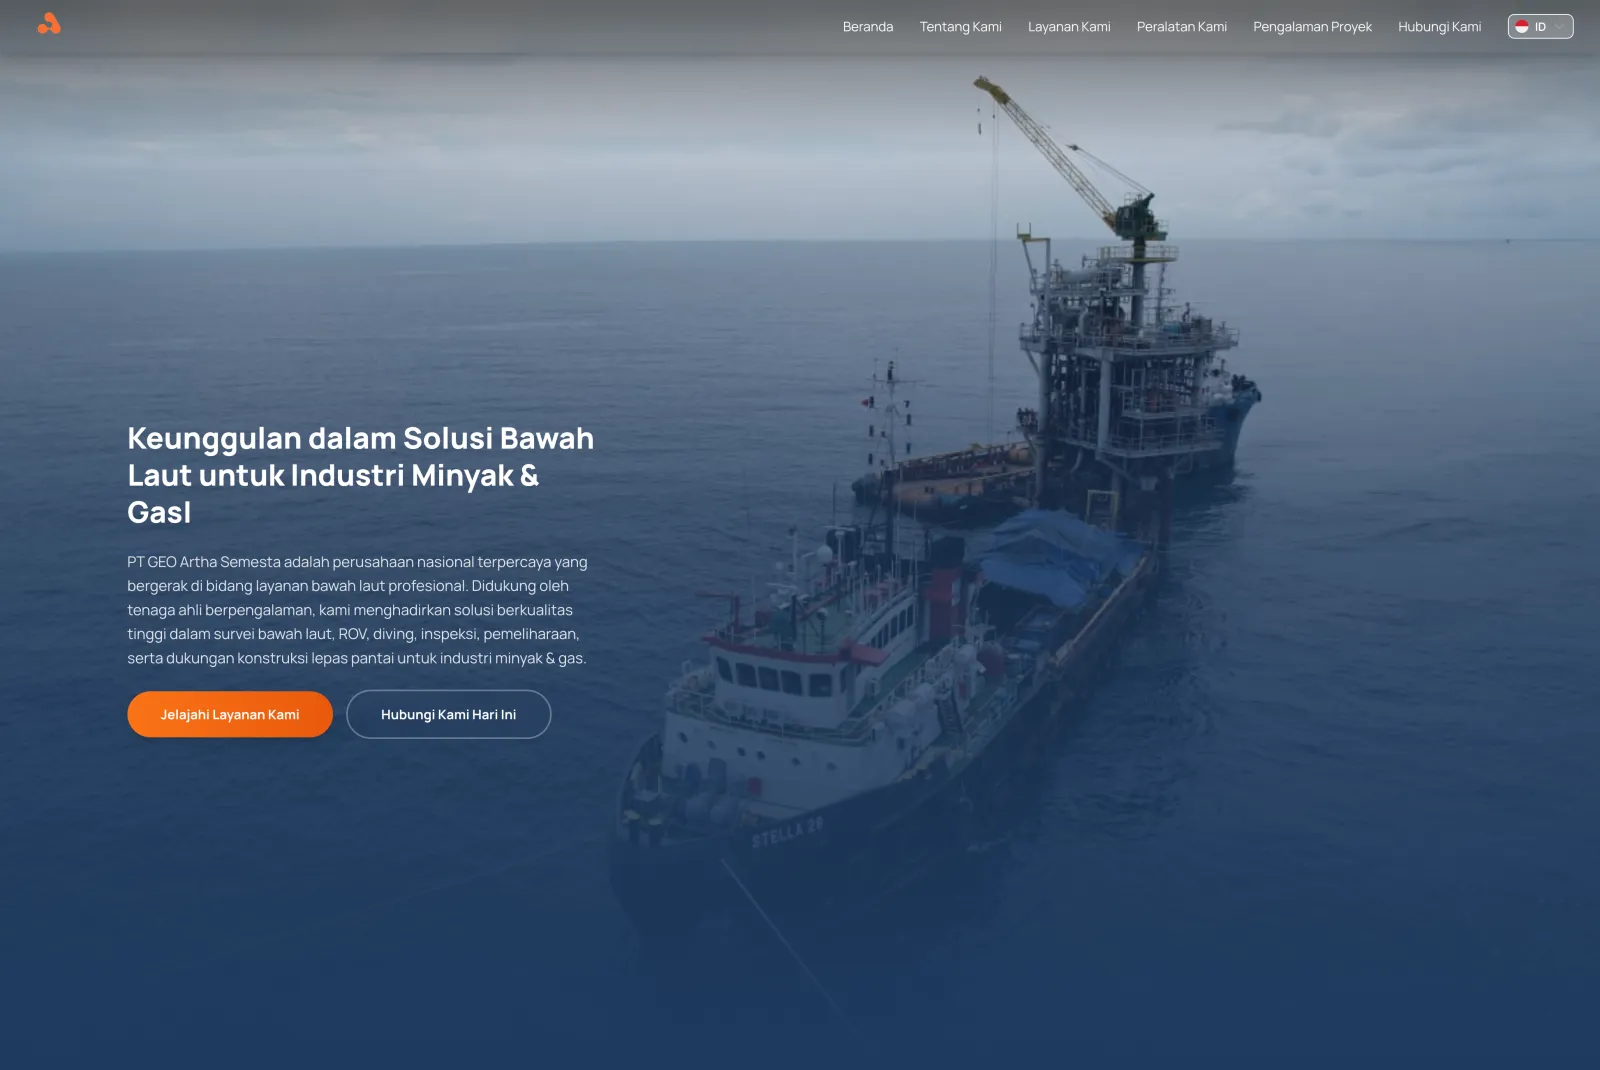 Beranda
Tentang Kami
Layanan Kami
Peralatan Kami
Pengalaman Proyek
Hubungi Kami
ID
Keunggulan dalam Solusi Bawah
Laut untuk Industri Minyak &
Gasl
PT GEO Artha Semesta adalah perusahaan nasional terpercaya yang
bergerak di bidang layanan bawah laut profesional. Didukung oleh
tenaga ahli berpengalaman, kami menghadirkan solusi berkualitas
tinggi dalam survei bawah laut, ROV, diving, inspeksi, pemeliharaan,
serta dukungan konstruksi lepas pantai untuk industri minyak & gas.
Jelajahi Layanan Kami
Hubungi Kami Hari Ini
STELLA 28